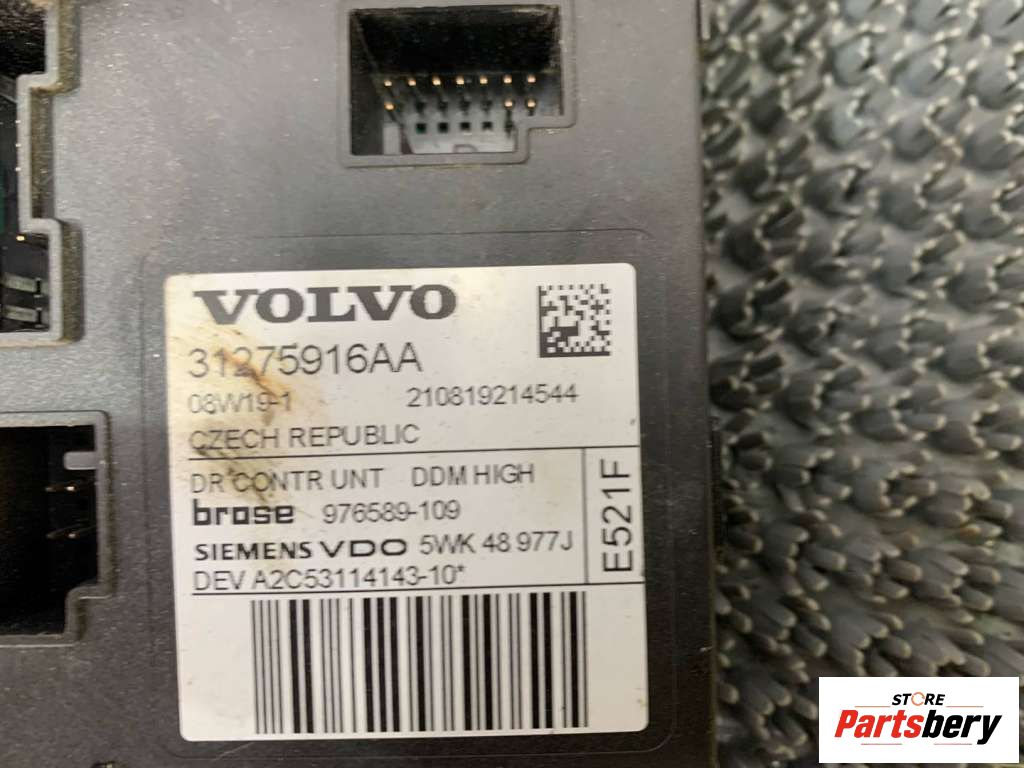 VOLVO
31275916AA
08W19-1 210819214544
CZECH REPUBLIC
DR CONTR UNT DDM HIGH
brose 976589-109
SIEMENS VDO 5WK 48 977J
DEV A2C53114143-10*
E521F
STORE
Partsbery